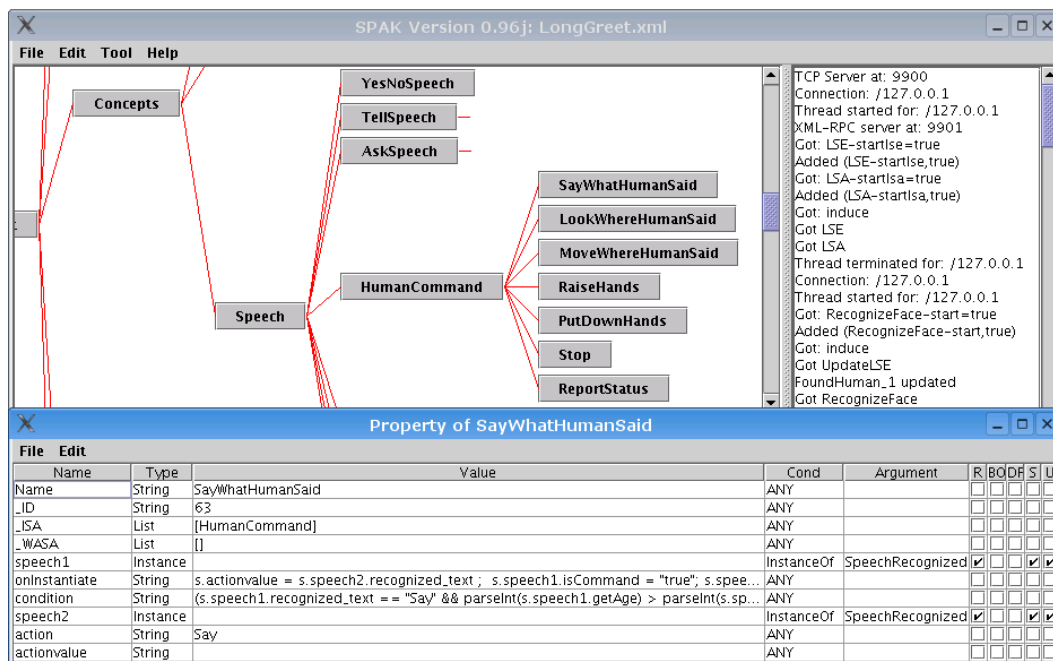 SPAK Version 0.96j: LongGreet.xml
File Edit Tool Help
Concepts
YesNoSpeech
TellSpeech
AskSpeech
SayWhatHumanSaid
LookWhereHumanSaid
MoveWhereHumanSaid
HumanCommand
RaiseHands
Speech
PutDownHands
Stop
ReportStatus
TCP Server at: 9900
Connection: /127.0.0.1
Thread started for: /127.0.0.1
XML-RPC server at: 9901
Got: LSE-startlse=true
Added (LSE-startlse,true)
Got: LSA-startlsa=true
Added (LSA-startlsa,true)
Got: induce
Got LSE
Got LSA
Thread terminated for: /127.0.0.1
Connection: /127.0.0.1
Thread started for: /127.0.0.1
Got: RecognizeFace-start=true
Added (RecognizeFace-start,true)
Got: induce
Got UpdateLSE
FoundHuman_1 updated
Got RecognizeFace
Property of SayWhatHumanSaid
File Edit
Name Type Value Cond Argument R BO DF S U
Name String SayWhatHumanSaid ANY
_ID String 63 ANY
_ISA List [HumanCommand] ANY
_WASA List [] ANY
speech1 Instance InstanceOf SpeechRecognized
onInstantiate String s.actionvalue = s.speech2.recognized_text ; s.speech1.isCommand = "true"; s.spee... ANY
condition String (s.speech1.recognized_text == "Say" && parseInt(s.speech1.getAge) > parseInt(s.sp... ANY
speech2 Instance InstanceOf SpeechRecognized
action String Say ANY
actionvalue String ANY